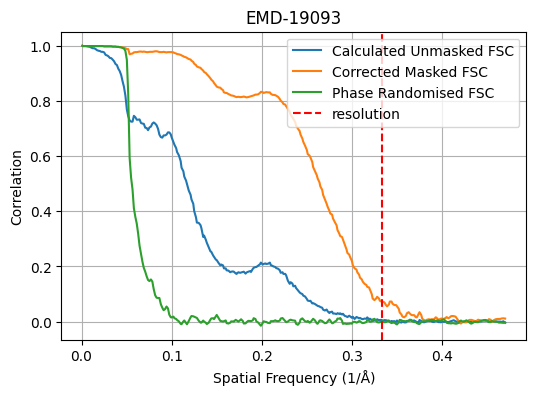 EMD-19093
Calculated Unmasked FSC
Corrected Masked FSC
Phase Randomised FSC
resolution
Correlation
1.0
0.8
0.6
0.4
0.2
0.0
0.0 0.1 0.2 0.3 0.4
Spatial Frequency (1/Å)